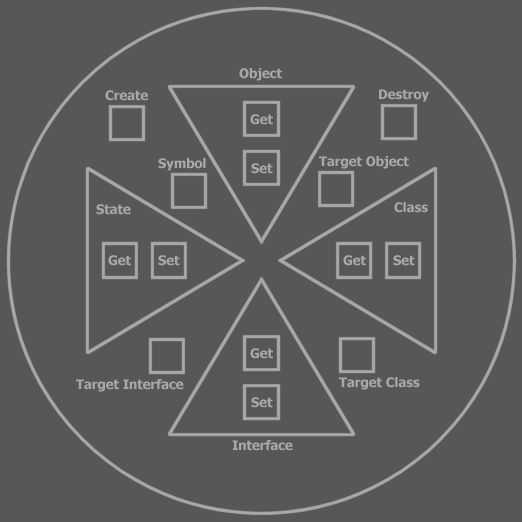 Object
Create
Destroy
Get
Symbol
Set
Target Object
State
Class
Get
Set
Get
Set
Get
Target Interface
Target Class
Set
Interface